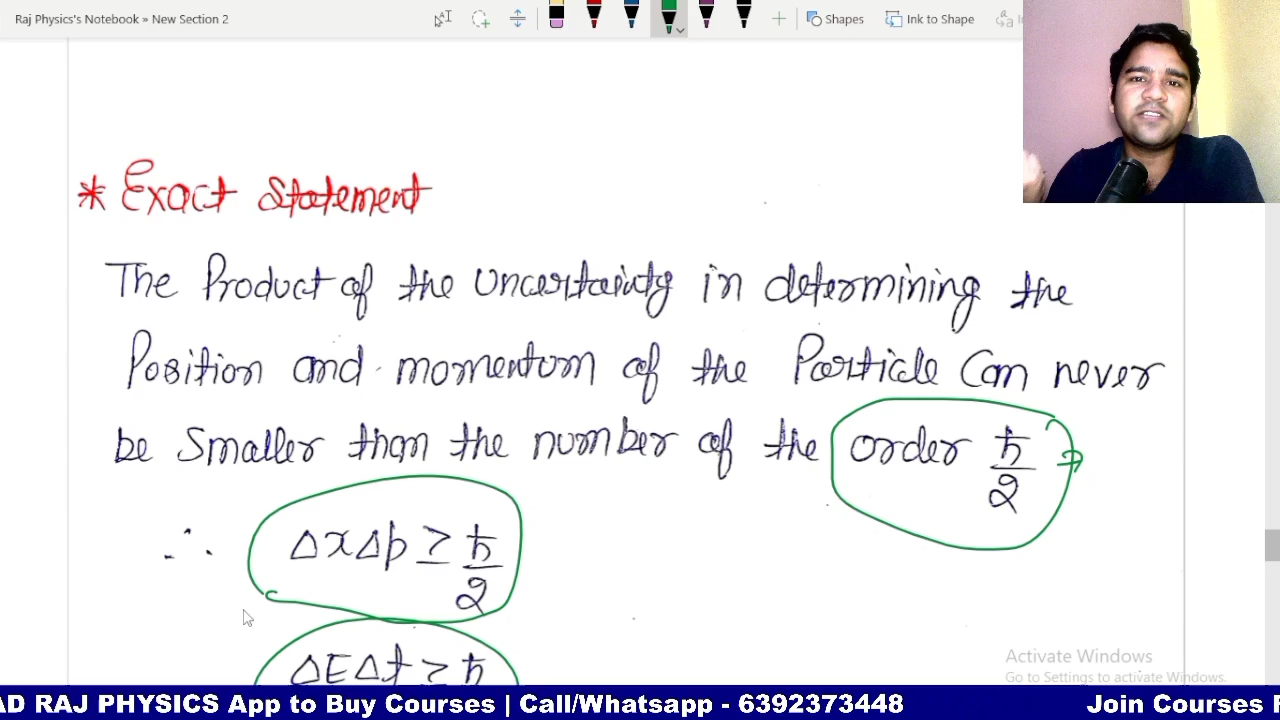 Raj Physics's Notebook » New Section 2
Shapes
Ink to Shape
* Exact Statement
The Product of the Uncertainty in determining the
Position and momentum of the Particle Can never
be Smaller than the number of the order ħ/2
∴ ΔxΔp ≥ ħ/2
ΔEΔt ≥ ħ
Activate Windows
Go to Settings to activate Windows.
AD RAJ PHYSICS App to Buy Courses | Call/Whatsapp - 6392373448 Join Courses F